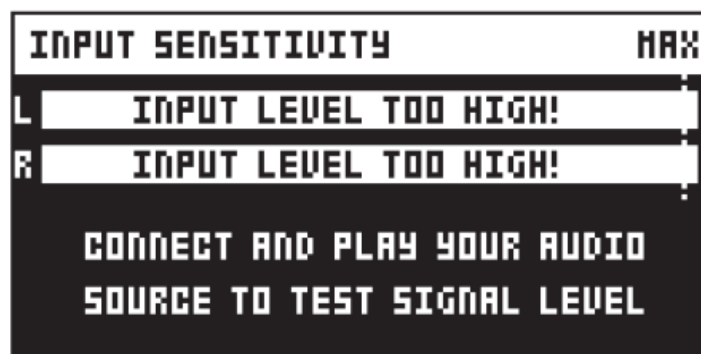 INPUT SENSITIVITY MAX
L INPUT LEVEL TOO HIGH!
R INPUT LEVEL TOO HIGH!
CONNECT AND PLAY YOUR AUDIO
SOURCE TO TEST SIGNAL LEVEL